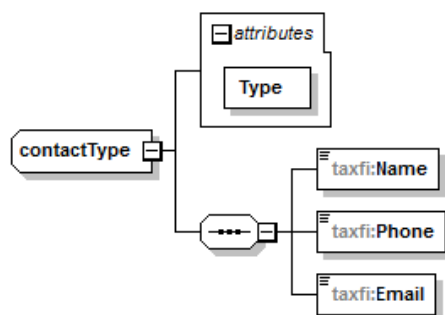 attributes
Type
contactType
taxfi:Name
taxfi:Phone
taxfi:Email